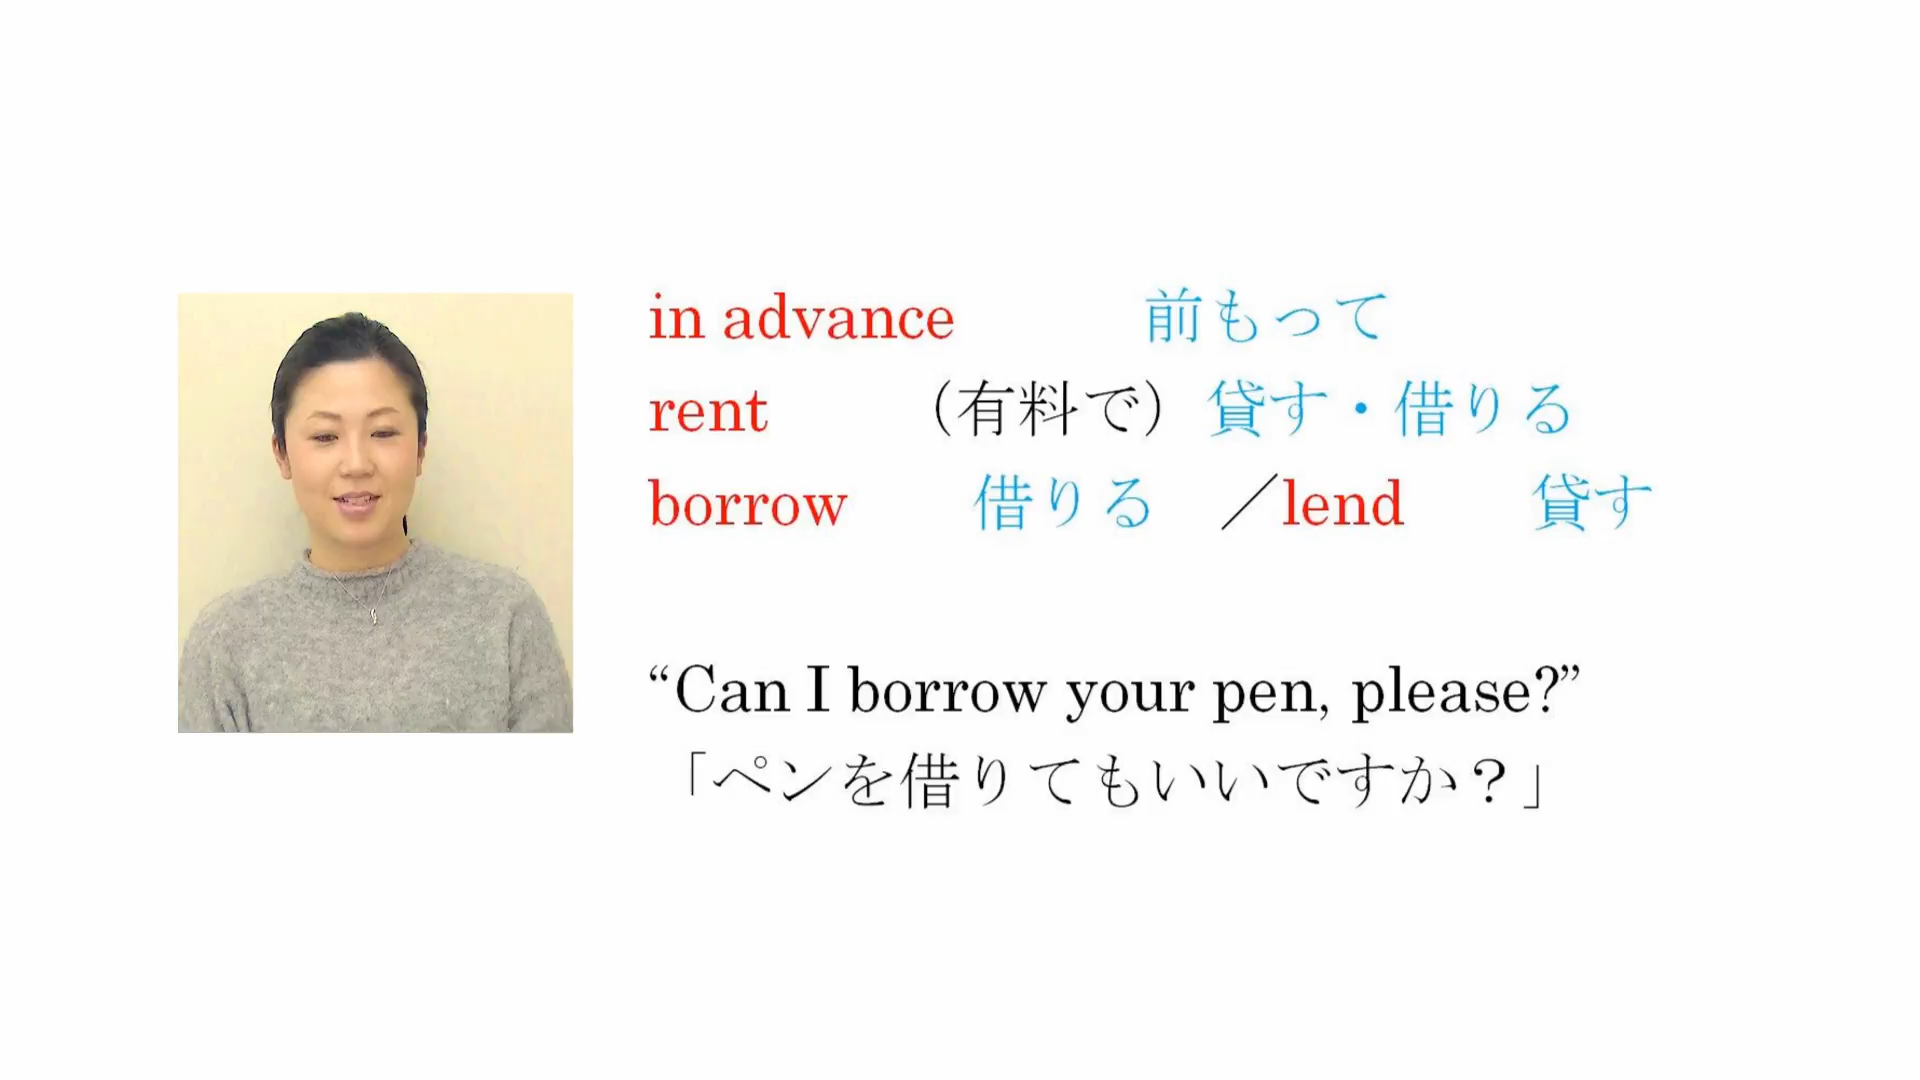 in advance 前もって
rent （有料で）貸す・借りる
borrow 借りる ／lend 貸す
“Can I borrow your pen, please?”
「ペンを借りてもいいですか？」